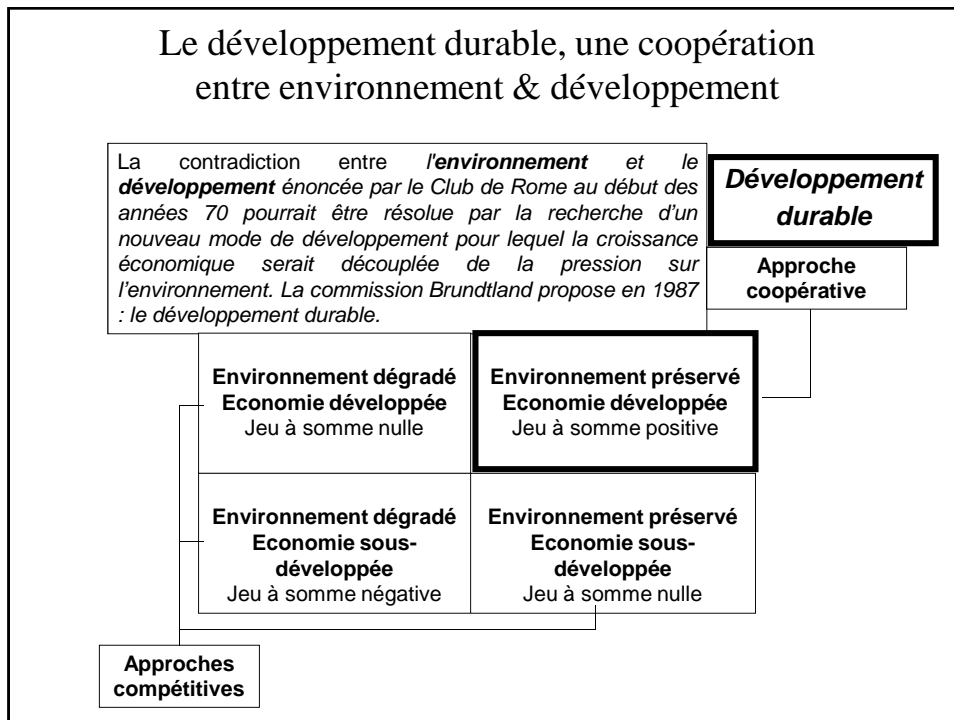 Le développement durable, une coopération
entre environnement & développement
La contradiction entre l'environnement et le
développement énoncée par le Club de Rome au début des
années 70 pourrait être résolue par la recherche d’un
nouveau mode de développement pour lequel la croissance
économique serait découplée de la pression sur
l’environnement. La commission Brundtland propose en 1987
: le développement durable.
Développement
durable
Approche
coopérative
Environnement dégradé
Economie développée
Jeu à somme nulle
Environnement préservé
Economie développée
Jeu à somme positive
Environnement dégradé
Economie sous-
développée
Jeu à somme négative
Environnement préservé
Economie sous-
développée
Jeu à somme nulle
Approches
compétitives